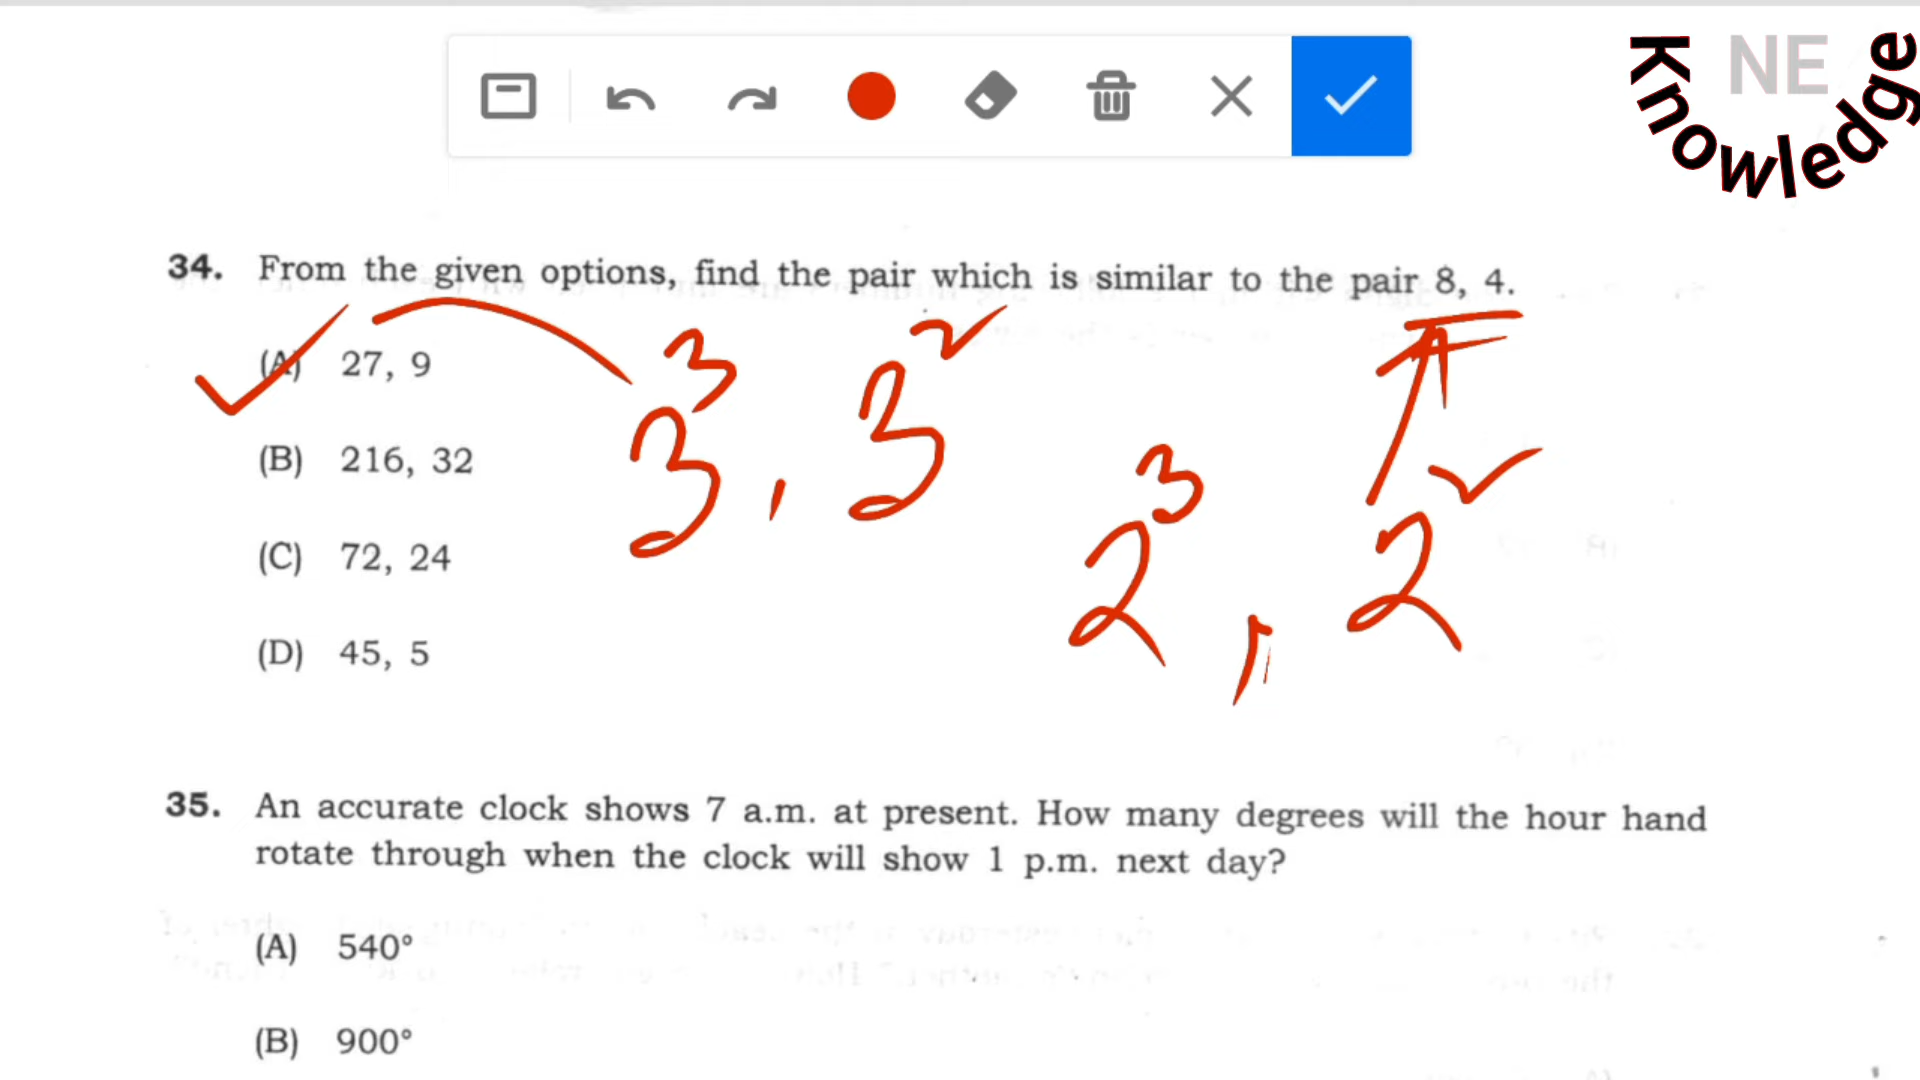 NE
Knowledge
34. From the given options, find the pair which is similar to the pair 8, 4.
(A) 27, 9
3³, 3²
(B) 216, 32
2³, 2²
(C) 72, 24
(D) 45, 5
35. An accurate clock shows 7 a.m. at present. How many degrees will the hour hand
rotate through when the clock will show 1 p.m. next day?
(A) 540°
(B) 900°